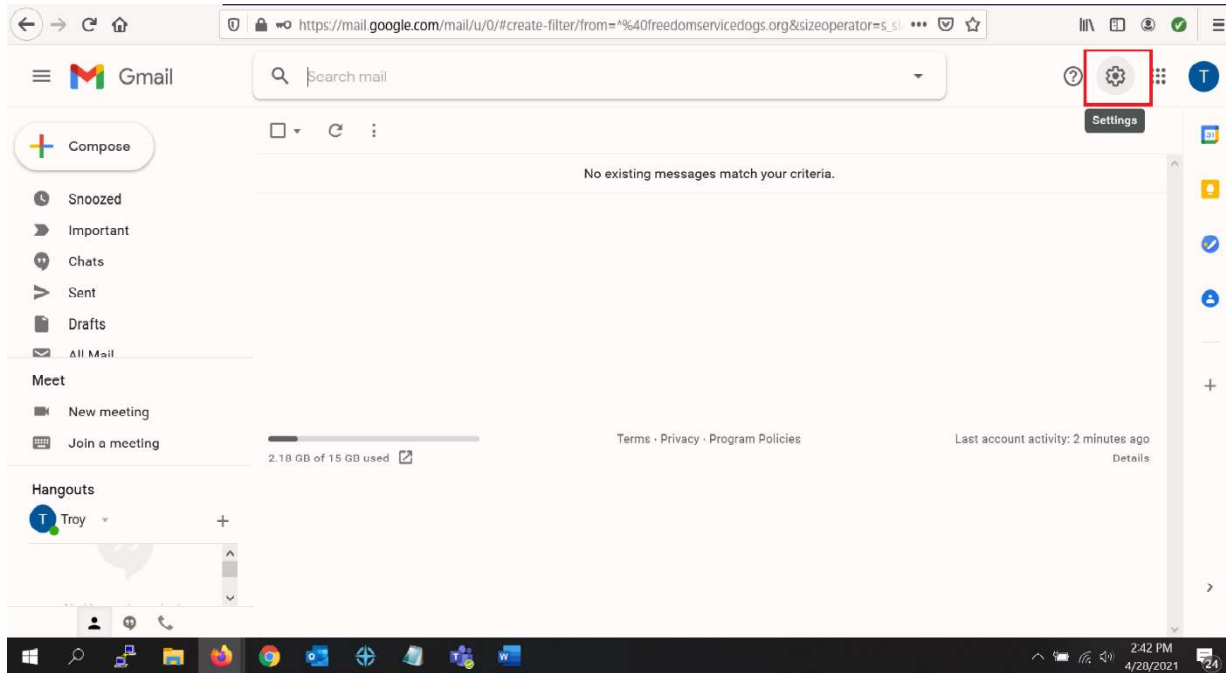 https://mail.google.com/mail/u/0/#create-filter/from=*%40freedomservicedogs.org&sizeoperator=s_sl
Gmail
Search mail
T
Settings
Compose
31
No existing messages match your criteria.
Snoozed
Important
Chats
Sent
Drafts
All Mail
Meet
New meeting
Join a meeting
Terms · Privacy · Program Policies
Last account activity: 2 minutes ago
2.18 GB of 15 GB used
Details
Hangouts
T Troy
2:42 PM
4/28/2021
24